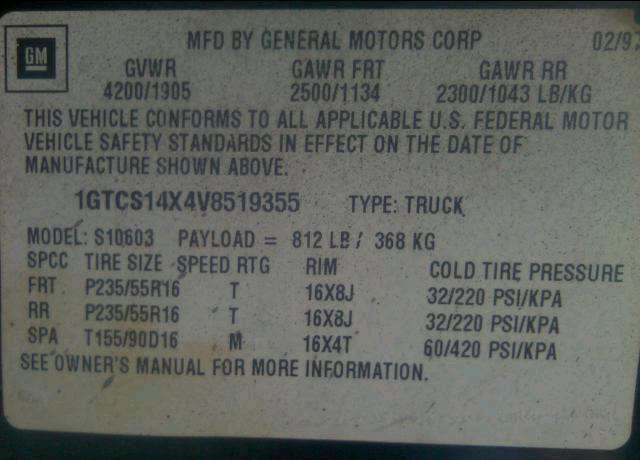 GM
MFD BY GENERAL MOTORS CORP 02/97
GVWR GAWR FRT GAWR RR
4200/1905 2500/1134 2300/1043 LB/KG
THIS VEHICLE CONFORMS TO ALL APPLICABLE U.S. FEDERAL MOTOR
VEHICLE SAFETY STANDARDS IN EFFECT ON THE DATE OF
MANUFACTURE SHOWN ABOVE.
1GTCS14X4V8519355 TYPE: TRUCK
MODEL: S10603 PAYLOAD = 812 LB / 368 KG
SPCC TIRE SIZE SPEED RTG RIM COLD TIRE PRESSURE
FRT P235/55R16 T 16X8J 32/220 PSI/KPA
RR P235/55R16 T 16X8J 32/220 PSI/KPA
SPA T155/90D16 M 16X4T 60/420 PSI/KPA
SEE OWNER'S MANUAL FOR MORE INFORMATION.